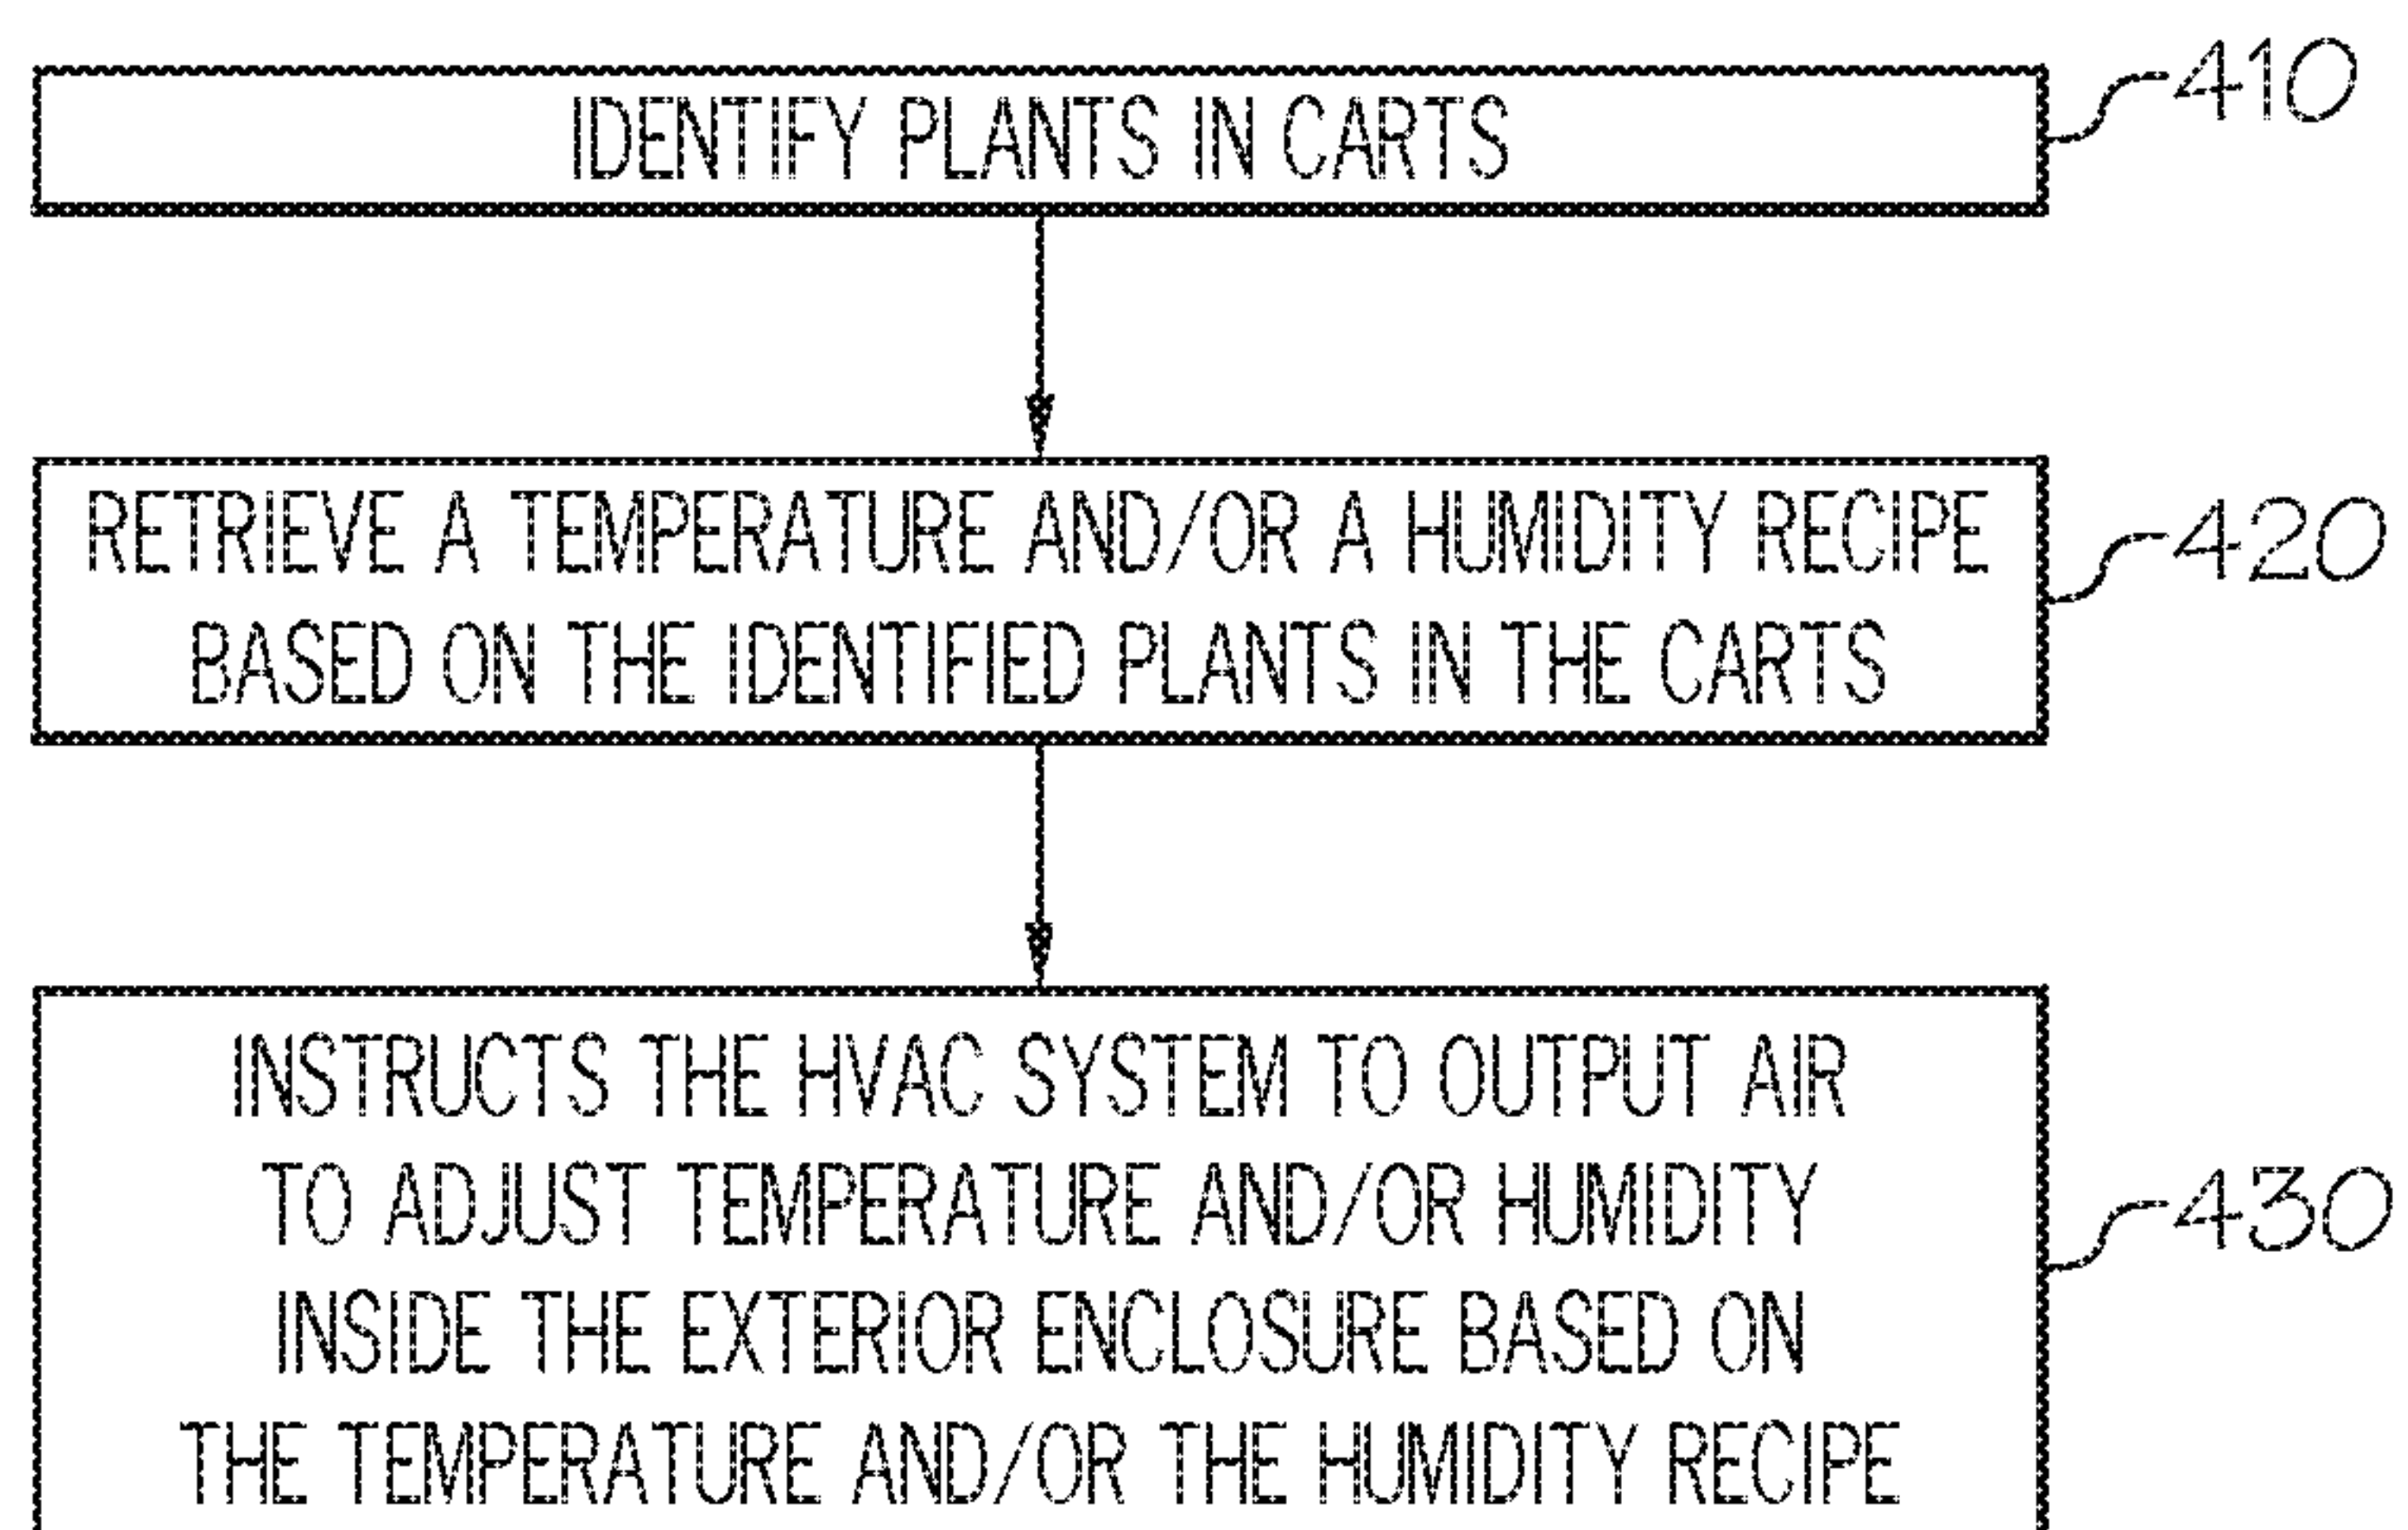 IDENTIFY PLANTS IN CARTS
410
RETRIEVE A TEMPERATURE AND/OR A HUMIDITY RECIPE
BASED ON THE IDENTIFIED PLANTS IN THE CARTS
420
INSTRUCTS THE HVAC SYSTEM TO OUTPUT AIR
TO ADJUST TEMPERATURE AND/OR HUMIDITY
INSIDE THE EXTERIOR ENCLOSURE BASED ON
THE TEMPERATURE AND/OR THE HUMIDITY RECIPE
430